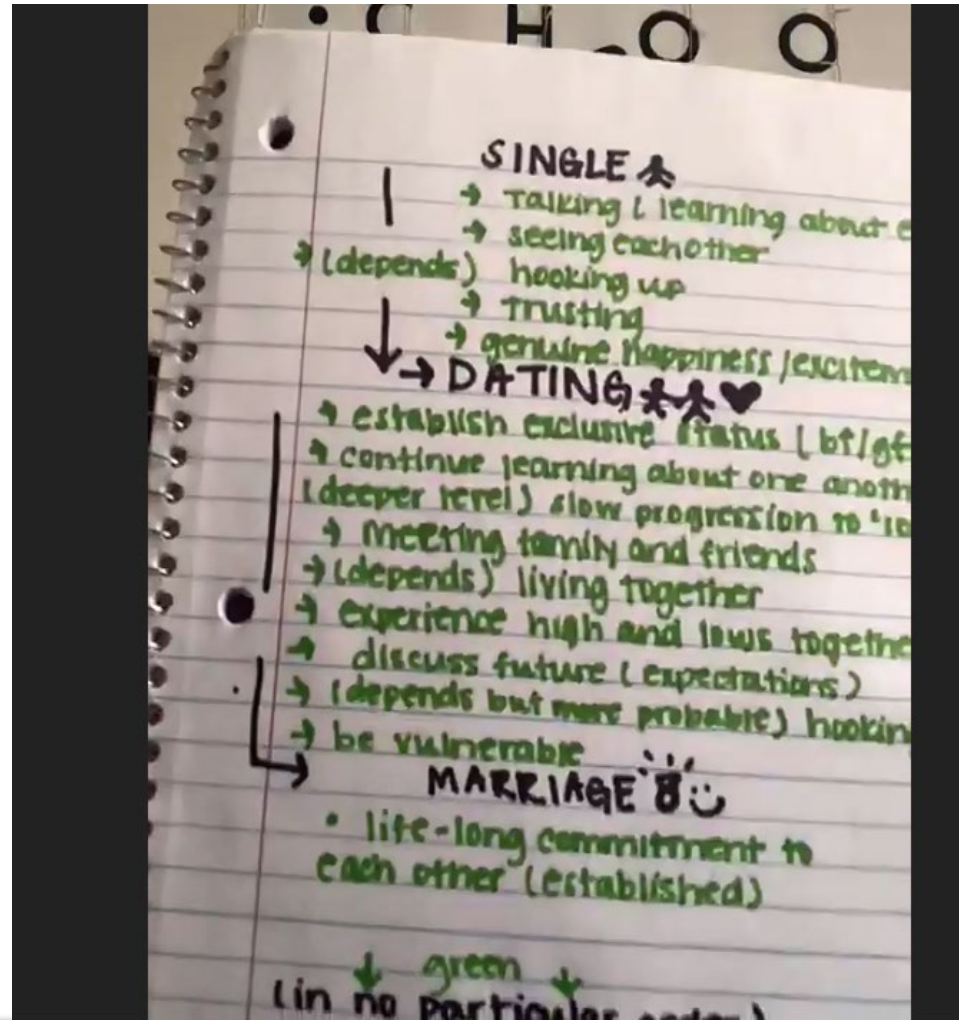 C H O O
SINGLE
→ Talking ( learning about e
→ seeing eachother
→ (depends) hooking up
→ Trusting
→ genuine happiness /excitem
→ DATING
→ establish exclusive status ( bf/gf
→ continue learning about one anoth
(deeper level) slow progression to "lo
→ meeting family and friends
→ (depends) living together
→ experience high and lows togethe
→ discuss future ( expectations )
→ (depends but more probable) hookin
→ be vulnerable
MARRIAGE
• life-long commitment to
each other (established)
↓ green ↓
(in no particular order)